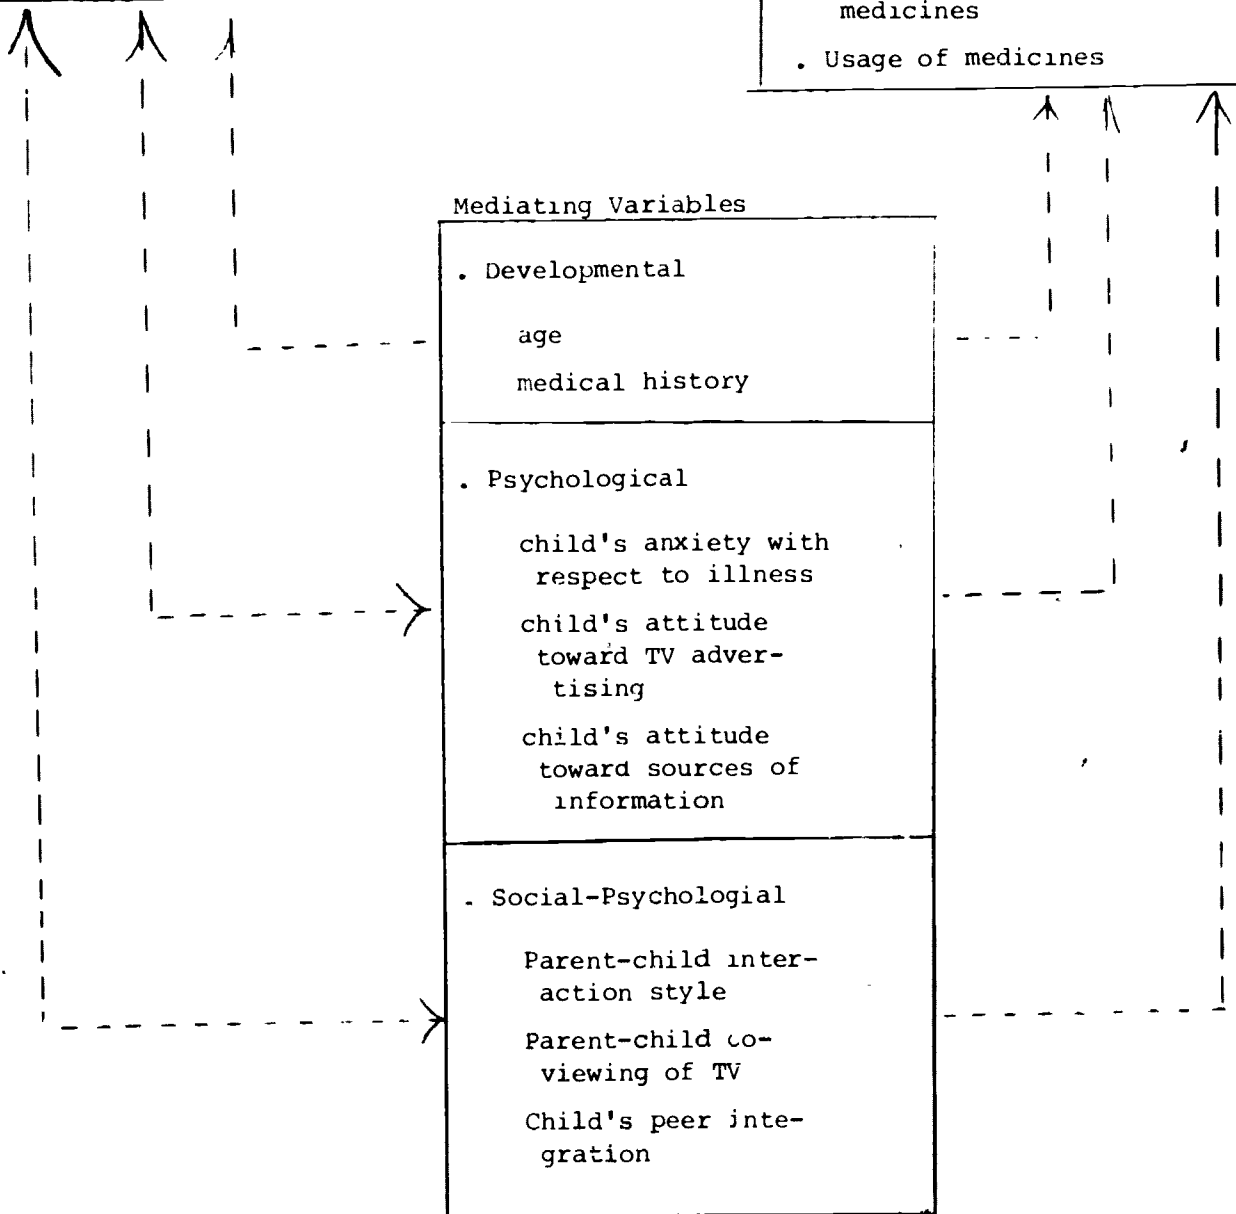 medicines
. Usage of medicines
Mediating Variables
. Developmental
age
medical history
. Psychological
child's anxiety with
respect to illness
child's attitude
toward TV adver-
tising
child's attitude
toward sources of
information
. Social-Psychologial
Parent-child inter-
action style
Parent-child co-
viewing of TV
Child's peer inte-
gration